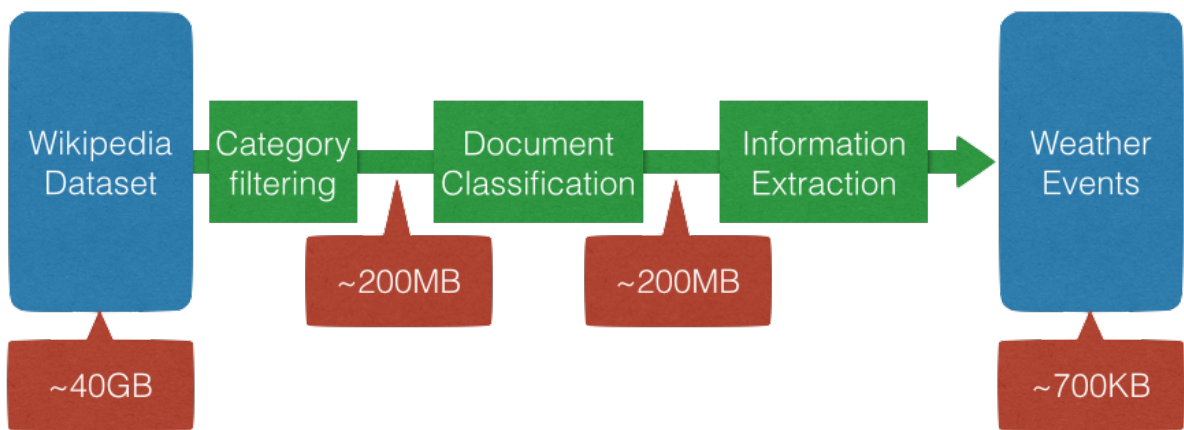 Wikipedia
Dataset
Category
filtering
Document
Classification
Information
Extraction
Weather
Events
~200MB
~200MB
~40GB
~700KB